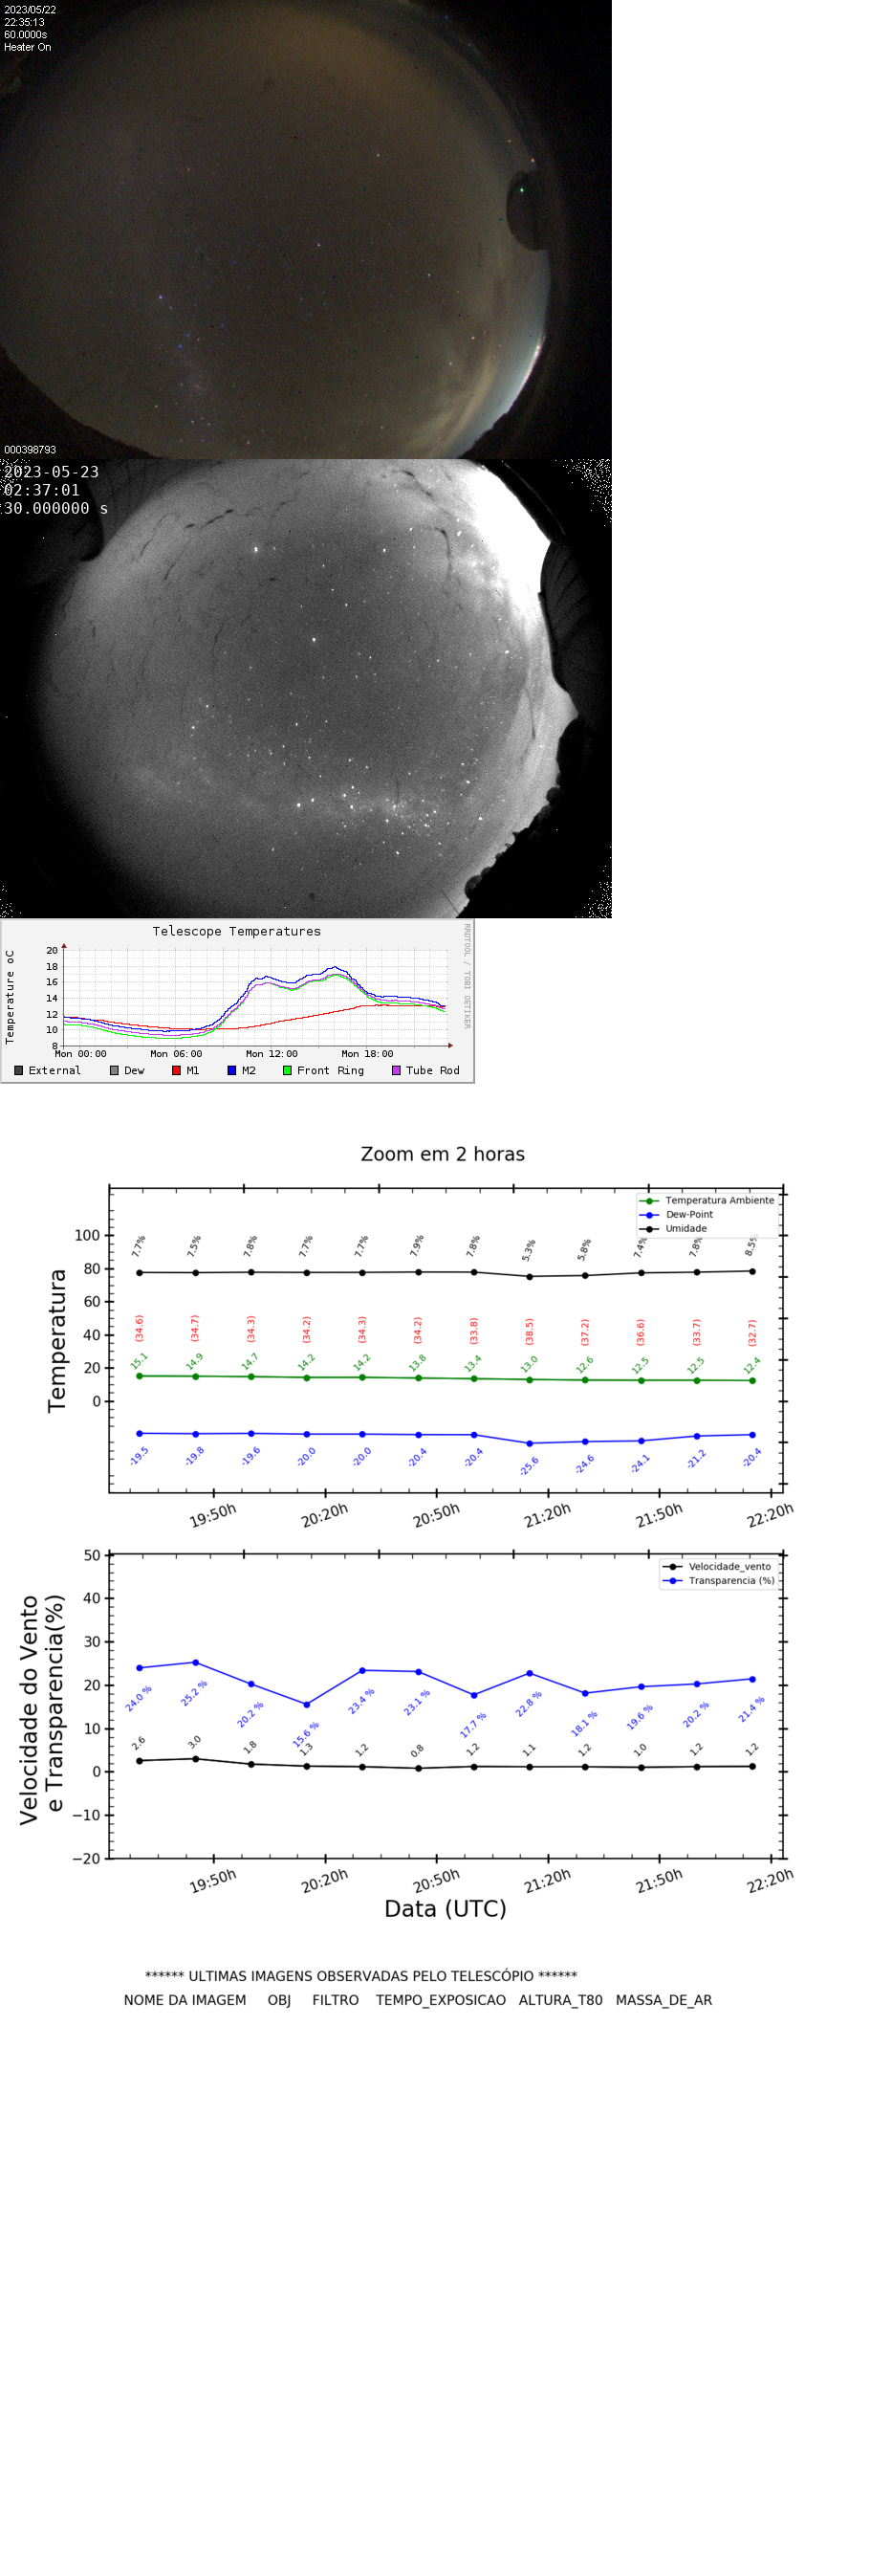 2023/05/22
22:35:13
60.0000s
Heater On
000398793
2023-05-23
02:37:01
30.000000 s
Telescope Temperatures
RRDTOOL / TOBI OETIKER
Temperature oC
20
18
16
14
12
10
8
Mon 00:00 Mon 06:00 Mon 12:00 Mon 18:00
External Dew M1 M2 Front Ring Tube Rod
Zoom em 2 horas
Temperatura Ambiente
Dew-Point
Umidade
Temperatura
100
80
60
40
20
0
7.7% 7.5% 7.8% 7.7% 7.7% 7.9% 7.8% 5.3% 5.8% 7.4% 7.8% 8.5%
(34.6) (34.7) (34.3) (34.2) (34.3) (34.2) (33.8) (38.5) (37.2) (36.6) (33.7) (32.7)
15.1 14.9 14.7 14.2 14.2 13.8 13.4 13.0 12.6 12.5 12.5 12.4
-19.5 -19.8 -19.6 -20.0 -20.0 -20.4 -20.4 -25.6 -24.6 -24.1 -21.2 -20.4
19:50h 20:20h 20:50h 21:20h 21:50h 22:20h
Velocidade_vento
Transparencia (%)
Velocidade do Vento
e Transparencia(%)
50
40
30
20
10
0
−10
−20
24.0 % 25.2 % 20.2 % 15.6 % 23.4 % 23.1 % 17.7 % 22.8 % 18.1 % 19.6 % 20.2 % 21.4 %
2.6 3.0 1.8 1.3 1.2 0.8 1.2 1.1 1.2 1.0 1.2 1.2
19:50h 20:20h 20:50h 21:20h 21:50h 22:20h
Data (UTC)
****** ULTIMAS IMAGENS OBSERVADAS PELO TELESCÓPIO ******
NOME DA IMAGEM OBJ FILTRO TEMPO_EXPOSICAO ALTURA_T80 MASSA_DE_AR